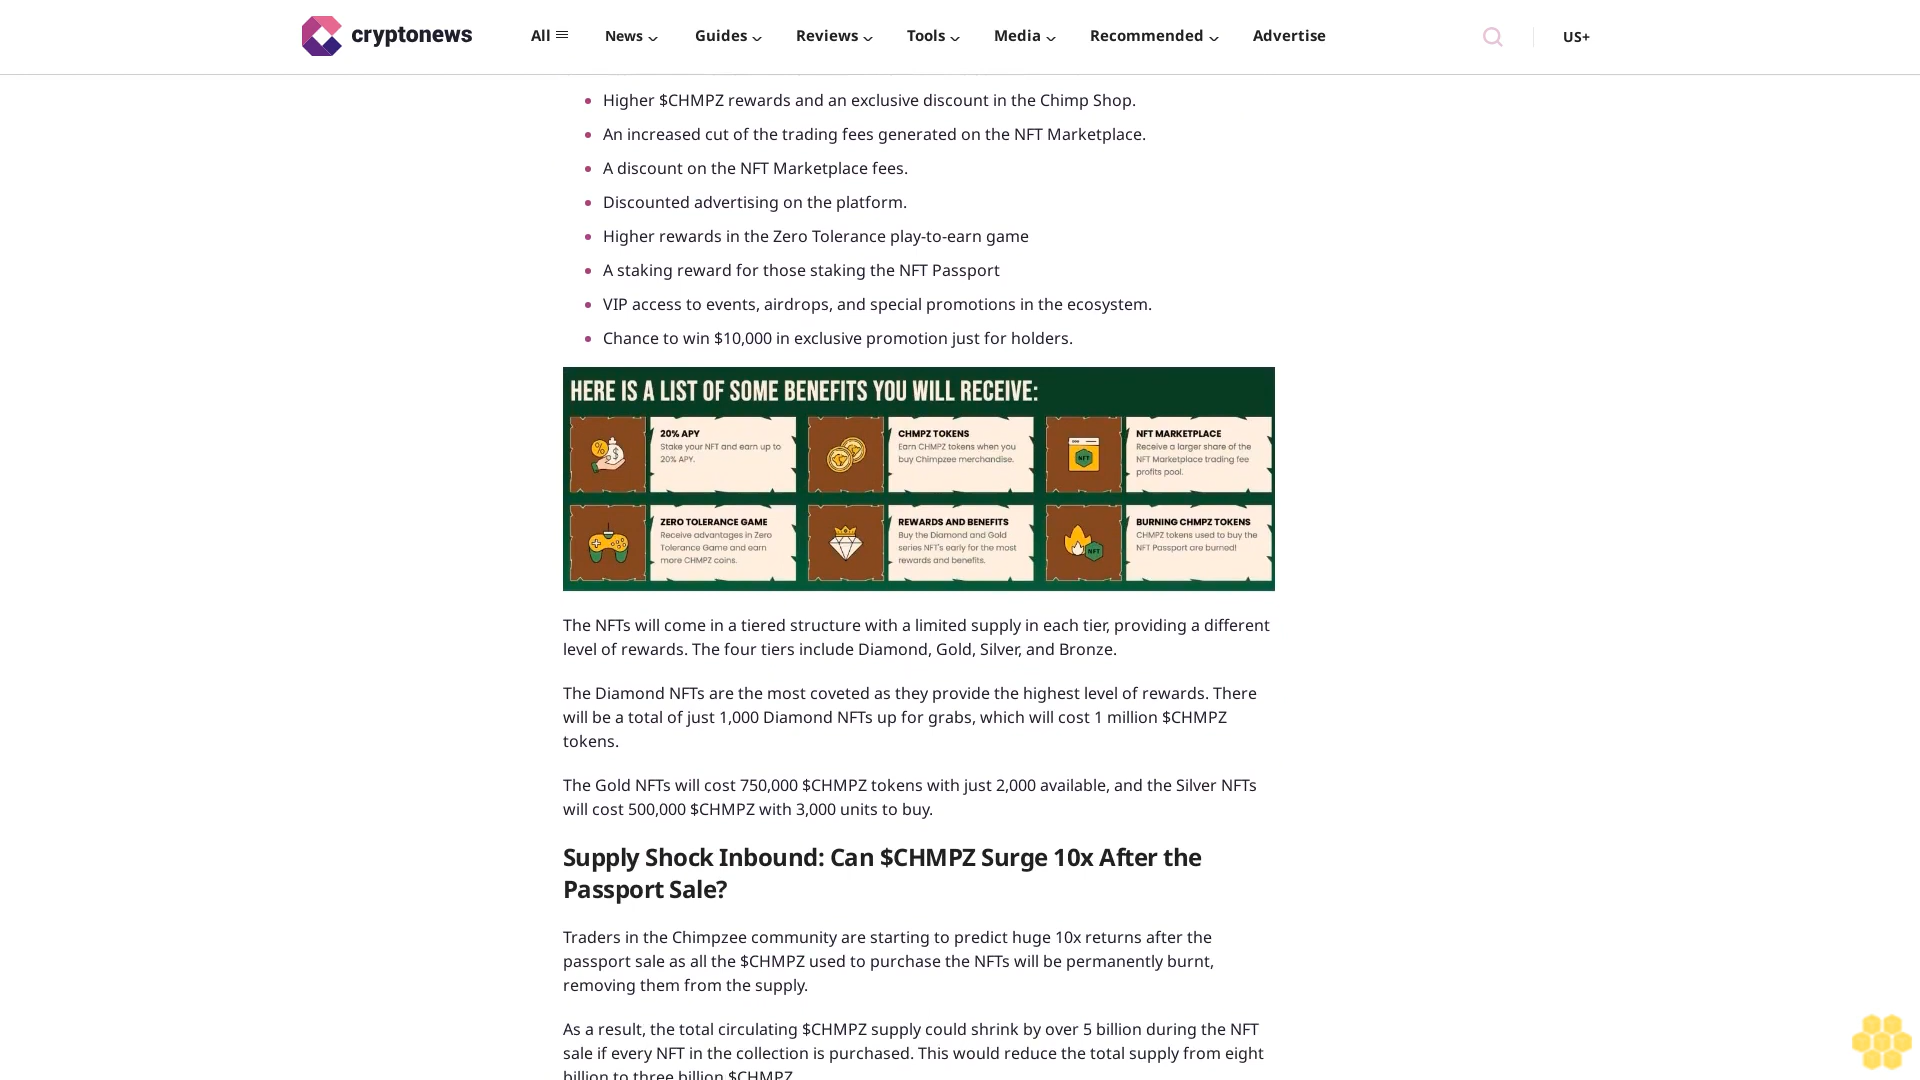 cryptonews All News Guides Reviews Tools Media Recommended Advertise US+
Higher $CHMPZ rewards and an exclusive discount in the Chimp Shop.
An increased cut of the trading fees generated on the NFT Marketplace.
A discount on the NFT Marketplace fees.
Discounted advertising on the platform.
Higher rewards in the Zero Tolerance play-to-earn game
A staking reward for those staking the NFT Passport
VIP access to events, airdrops, and special promotions in the ecosystem.
Chance to win $10,000 in exclusive promotion just for holders.
HERE IS A LIST OF SOME BENEFITS YOU WILL RECEIVE:
20% APY
Stake your NFT and earn up to
20% APY.
CHMPZ TOKENS
Earn CHMPZ tokens when you
buy Chimpzee merchandise.
NFT
NFT MARKETPLACE
Receive a larger share of the
NFT Marketplace trading fee
profits pool.
ZERO TOLERANCE GAME
Receive advantages in Zero
Tolerance Game and earn
more CHMPZ coins.
REWARDS AND BENEFITS
Buy the Diamond and Gold
series NFT's early for the most
rewards and benefits.
NFT
BURNING CHMPZ TOKENS
CHMPZ tokens used to buy the
NFT Passport are burned!
The NFTs will come in a tiered structure with a limited supply in each tier, providing a different
level of rewards. The four tiers include Diamond, Gold, Silver, and Bronze.
The Diamond NFTs are the most coveted as they provide the highest level of rewards. There
will be a total of just 1,000 Diamond NFTs up for grabs, which will cost 1 million $CHMPZ
tokens.
The Gold NFTs will cost 750,000 $CHMPZ tokens with just 2,000 available, and the Silver NFTs
will cost 500,000 $CHMPZ with 3,000 units to buy.
Supply Shock Inbound: Can $CHMPZ Surge 10x After the
Passport Sale?
Traders in the Chimpzee community are starting to predict huge 10x returns after the
passport sale as all the $CHMPZ used to purchase the NFTs will be permanently burnt,
removing them from the supply.
As a result, the total circulating $CHMPZ supply could shrink by over 5 billion during the NFT
sale if every NFT in the collection is purchased. This would reduce the total supply from eight
billion to three billion $CHMPZ.